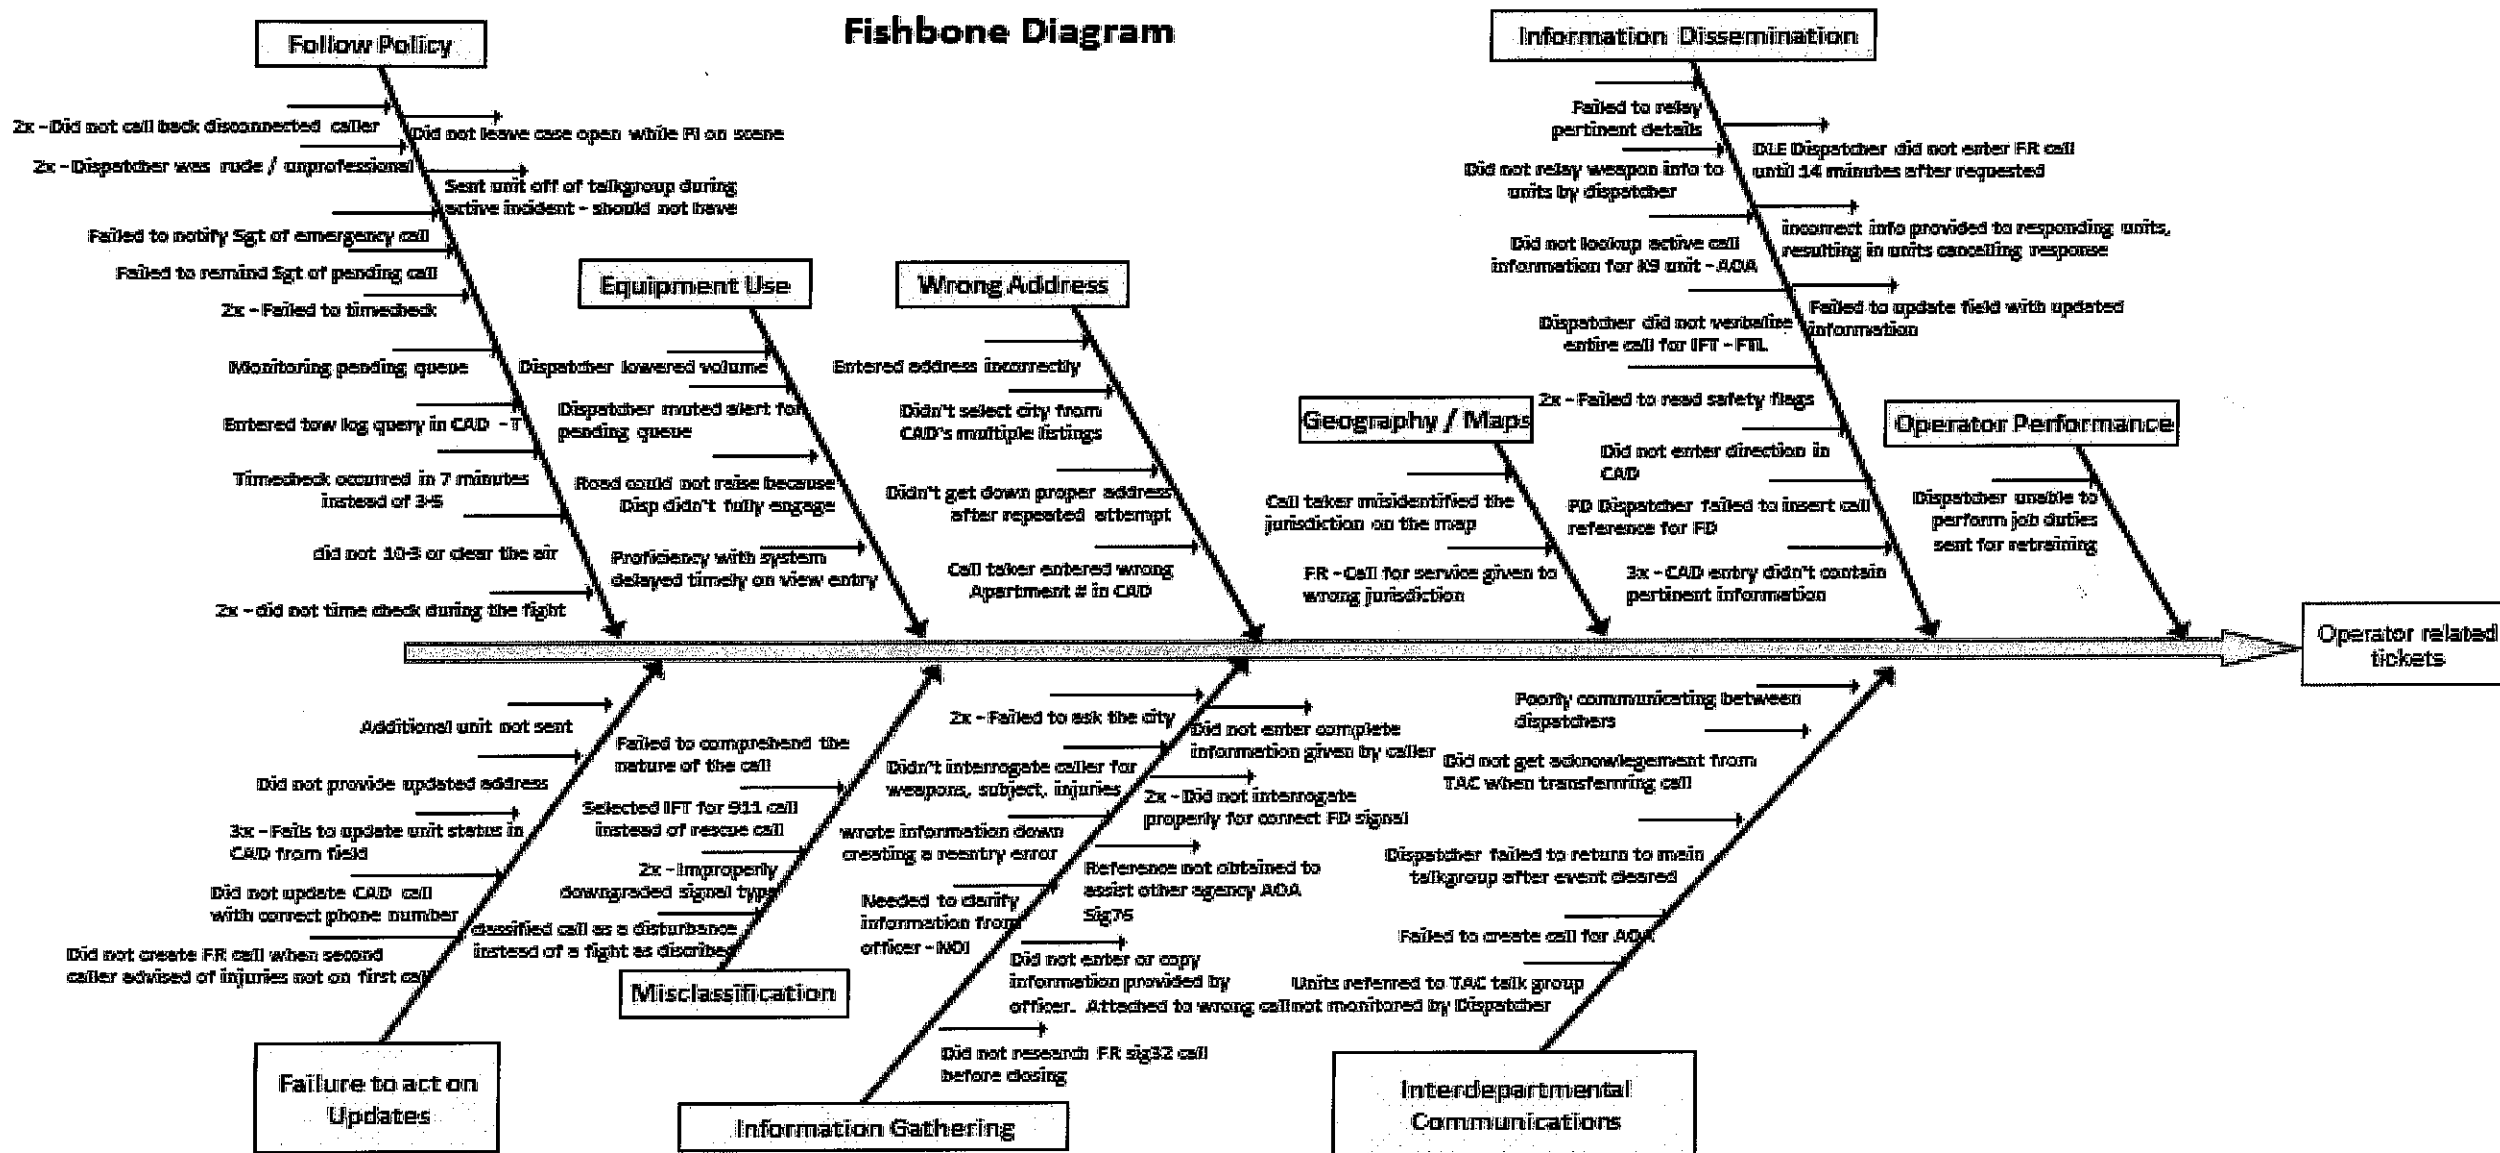 Fishbone Diagram
Follow Policy
2x - Did not call back disconnected caller
Did not leave case open while PI on scene
2x - Dispatcher was rude / unprofessional
Sent unit off of talkgroup during
active incident - should not have
Failed to notify Sgt of emergency call
Failed to remind Sgt of pending call
2x - Failed to timecheck
Monitoring pending queue
Entered tow log query in CAD - T
Timecheck occurred in 7 minutes
instead of 3-5
did not 10-3 or clear the air
2x - did not time check during the fight
Equipment Use
Dispatcher lowered volume
Dispatcher muted alert for
pending queue
Road could not raise because
Disp didn't fully engage
Proficiency with system
delayed timely on view entry
Wrong Address
Entered address incorrectly
Didn't select city from
CAD's multiple listings
Didn't get down proper address
after repeated attempt
Call taker entered wrong
Apartment # in CAD
Geography / Maps
Call taker misidentified the
jurisdiction on the map
FR - Call for service given to
wrong jurisdiction
Information Dissemination
Failed to relay
pertinent details
DLE Dispatcher did not enter FR call
until 14 minutes after requested
Did not relay weapon info to
units by dispatcher
incorrect info provided to responding units,
resulting in units cancelling response
Did not lookup active call
information for K9 unit - AOA
Failed to update field with updated
information
Dispatcher did not verbalize
entire call for IFT - FTL
2x - Failed to read safety flags
Did not enter direction in
CAD
PD Dispatcher failed to insert call
reference for FD
3x - CAD entry didn't contain
pertinent information
Operator Performance
Dispatcher unable to
perform job duties
sent for retraining
Operator related
tickets
Additional unit not sent
Did not provide updated address
3x - Fails to update unit status in
CAD from field
Did not update CAD call
with correct phone number
Did not create FR call when second
caller advised of injuries not on first call
Failure to act on
Updates
Failed to comprehend the
nature of the call
Selected IFT for 911 call
instead of rescue call
2x - Improperly
downgraded signal type
classified call as a disturbance
instead of a fight as discribed
Misclassification
2x - Failed to ask the city
Did not enter complete
information given by caller
Didn't interrogate caller for
weapons, subject, injuries
2x - Did not interrogate
properly for correct FD signal
wrote information down
creating a reentry error
Reference not obtained to
assist other agency AOA
Sig76
Needed to clarify
information from
officer - NOI
Did not enter or copy
information provided by
officer. Attached to wrong call
Did not research FR sig32 call
before closing
Information Gathering
Poorly communicating between
dispatchers
Did not get acknowlegement from
TAC when transferring call
Dispatcher failed to return to main
talkgroup after event cleared
Failed to create call for AOA
Units referred to TAC talk group
not monitored by Dispatcher
Interdepartmental
Communications